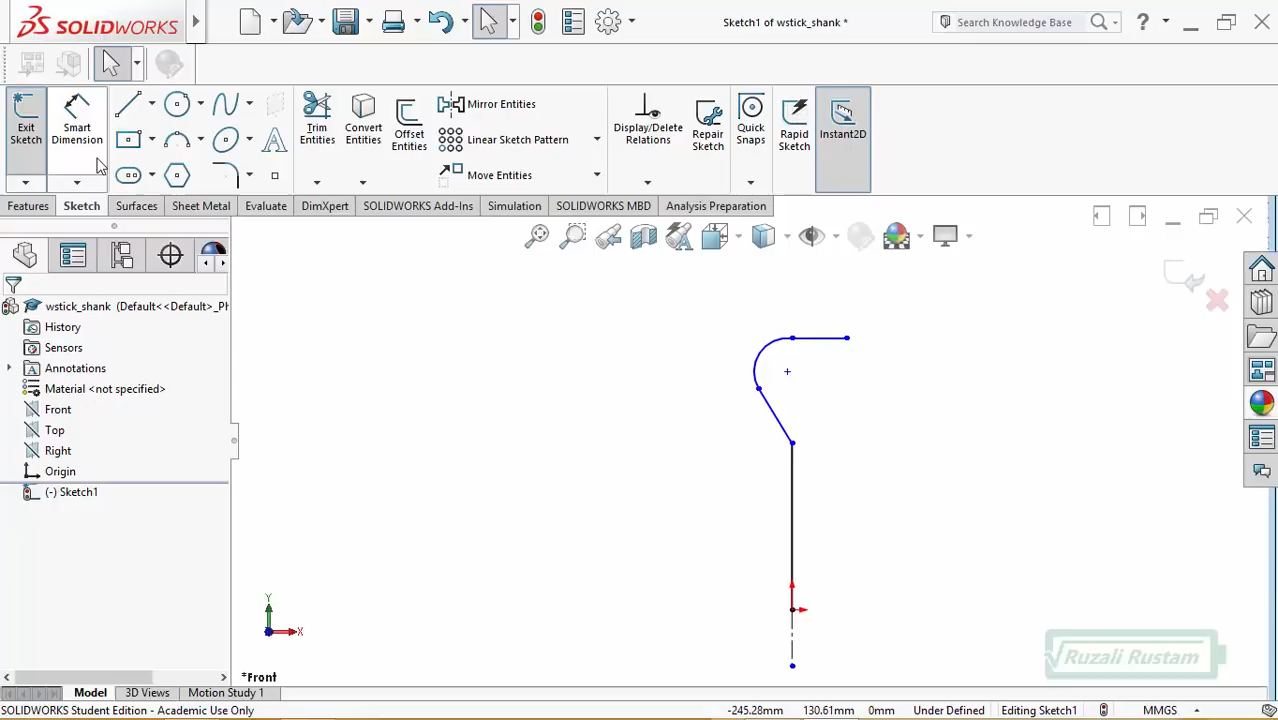 SOLIDWORKS
Sketch1 of wstick_shank *
Search Knowledge Base
?
Exit Sketch
Smart Dimension
Trim Entities
Convert Entities
Offset Entities
Mirror Entities
Linear Sketch Pattern
Move Entities
Display/Delete Relations
Repair Sketch
Quick Snaps
Rapid Sketch
Instant2D
Features
Sketch
Surfaces
Sheet Metal
Evaluate
DimXpert
SOLIDWORKS Add-Ins
Simulation
SOLIDWORKS MBD
Analysis Preparation
wstick_shank (Default<<Default>_Ph
History
Sensors
Annotations
Material <not specified>
Front
Top
Right
Origin
(-) Sketch1
Y
X
*Front
Ruzali Rustam
Model
3D Views
Motion Study 1
SOLIDWORKS Student Edition - Academic Use Only
-245.28mm
130.61mm
0mm
Under Defined
Editing Sketch1
MMGS